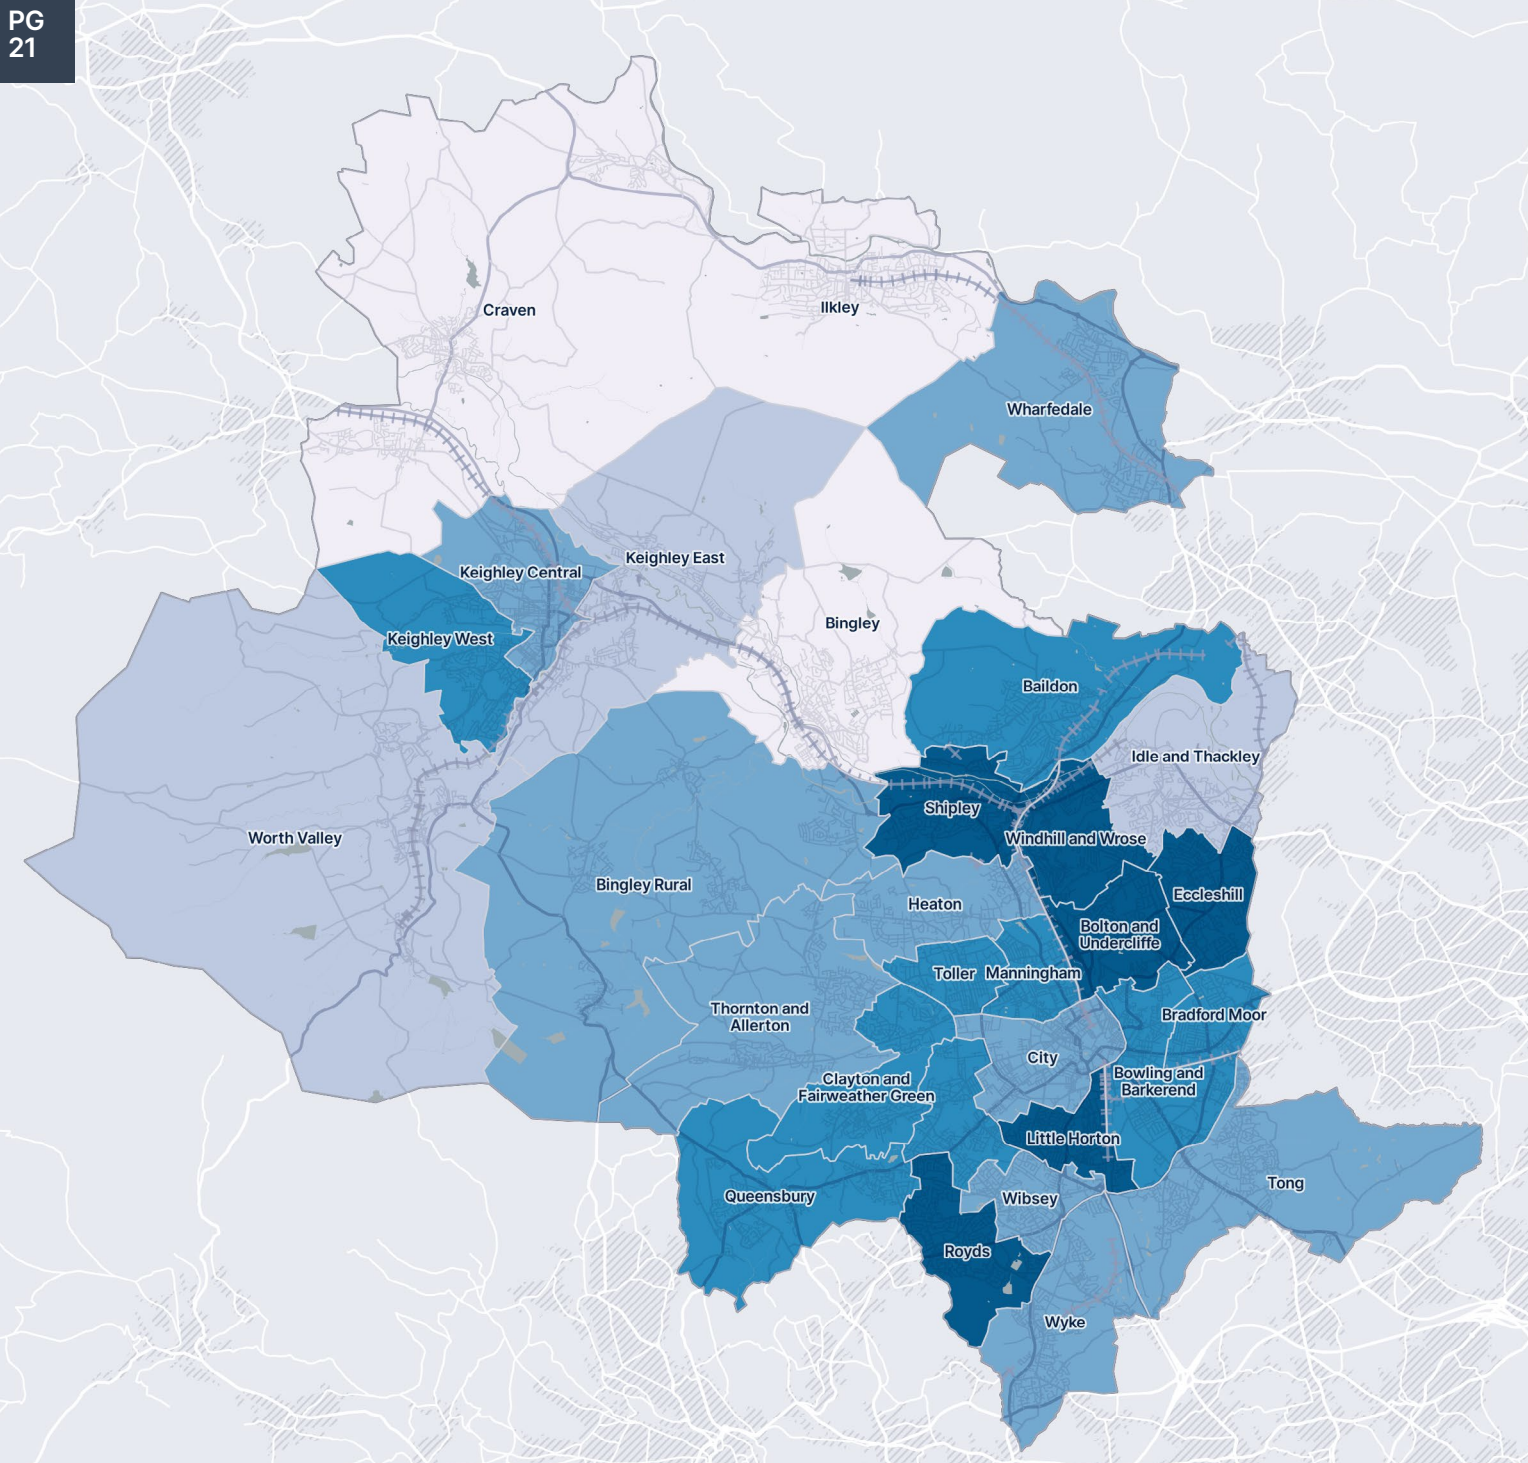 PG
21
Craven
Ilkley
Wharfedale
Keighley East
Keighley Central
Bingley
Keighley West
Baildon
Idle and Thackley
Shipley
Worth Valley
Windhill and Wrose
Bingley Rural
Eccleshill
Heaton
Bolton and
Undercliffe
Toller
Manningham
Thornton and
Allerton
Bradford Moor
City
Clayton and
Fairweather Green
Bowling and
Barkerend
Little Horton
Tong
Queensbury
Wibsey
Royds
Wyke